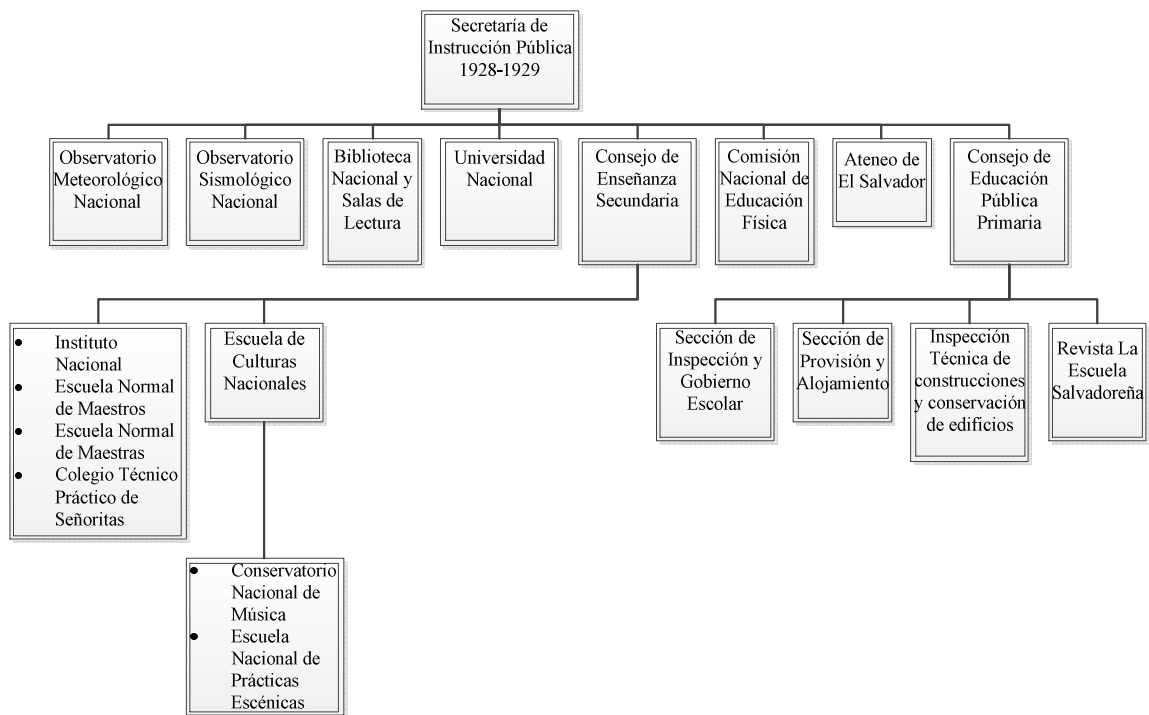 Secretaría de
Instrucción Pública
1928-1929
Observatorio
Meteorológico
Nacional
Observatorio
Sismológico
Nacional
Biblioteca
Nacional y
Salas de
Lectura
Universidad
Nacional
Consejo de
Enseñanza
Secundaria
Comisión
Nacional de
Educación
Física
Ateneo de
El Salvador
Consejo de
Educación
Pública
Primaria
• Instituto
Nacional
• Escuela Normal
de Maestros
• Escuela Normal
de Maestras
• Colegio Técnico
Práctico de
Señoritas
Escuela de
Culturas
Nacionales
Sección de
Inspección y
Gobierno
Escolar
Sección de
Provisión y
Alojamiento
Inspección
Técnica de
construcciones
y conservación
de edificios
Revista La
Escuela
Salvadoreña
• Conservatorio
Nacional de
Música
• Escuela
Nacional de
Prácticas
Escénicas